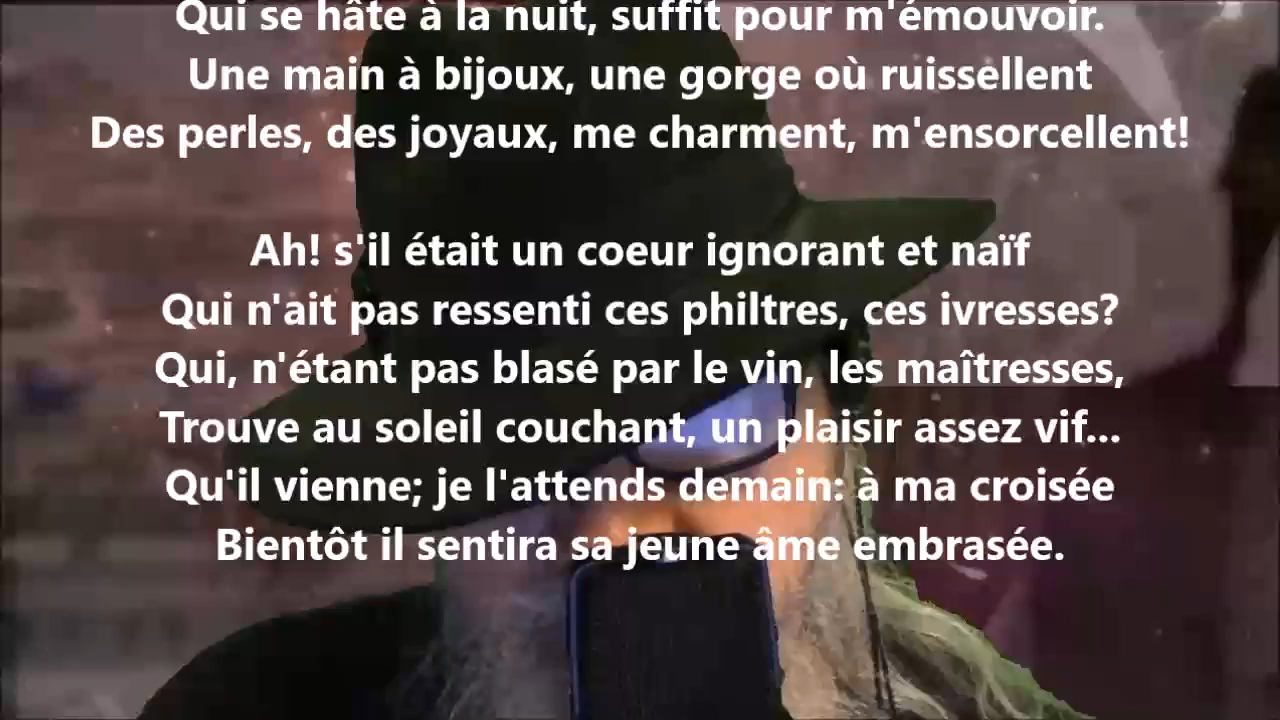 Qui se hâte à la nuit, suffit pour m'émouvoir.
Une main à bijoux, une gorge où ruissellent
Des perles, des joyaux, me charment, m'ensorcellent!
Ah! s'il était un coeur ignorant et naïf
Qui n'ait pas ressenti ces philtres, ces ivresses?
Qui, n'étant pas blasé par le vin, les maîtresses,
Trouve au soleil couchant, un plaisir assez vif...
Qu'il vienne; je l'attends demain: à ma croisée
Bientôt il sentira sa jeune âme embrasée.